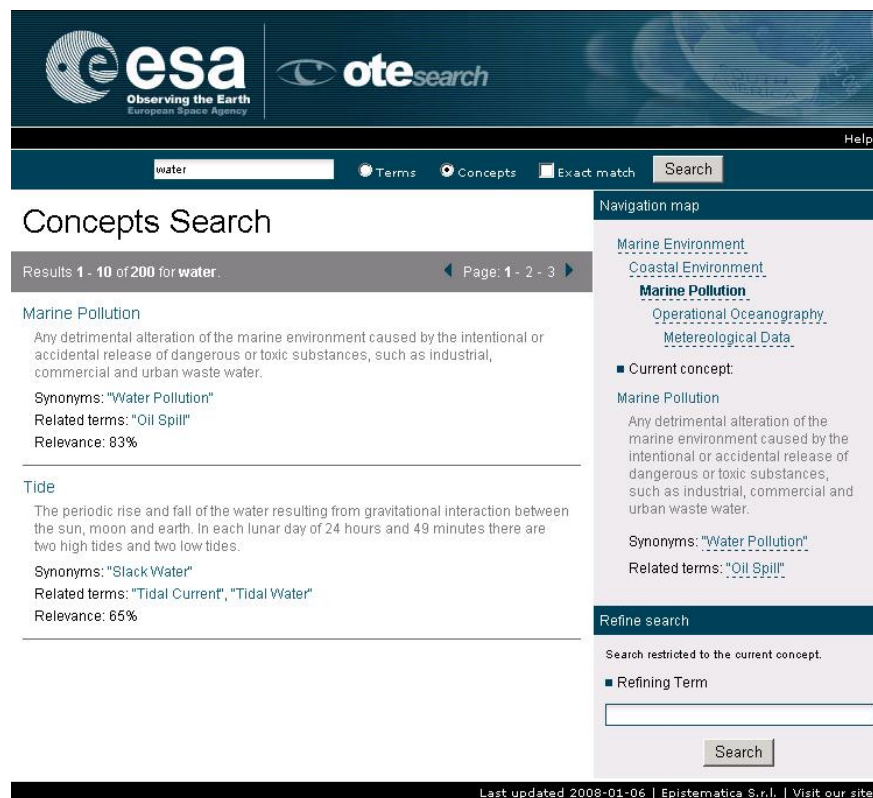 esa
Observing the Earth
European Space Agency
otesearch
SOUTH
AMERICA
Help
water
Terms
Concepts
Exact match
Search
Concepts Search
Results 1 - 10 of 200 for water.
Page: 1 - 2 - 3
Marine Pollution
Any detrimental alteration of the marine environment caused by the intentional or
accidental release of dangerous or toxic substances, such as industrial,
commercial and urban waste water.
Synonyms: "Water Pollution"
Related terms: "Oil Spill"
Relevance: 83%
Tide
The periodic rise and fall of the water resulting from gravitational interaction between
the sun, moon and earth. In each lunar day of 24 hours and 49 minutes there are
two high tides and two low tides.
Synonyms: "Slack Water"
Related terms: "Tidal Current", "Tidal Water"
Relevance: 65%
Navigation map
Marine Environment
Coastal Environment
Marine Pollution
Operational Oceanography
Metereological Data
Current concept:
Marine Pollution
Any detrimental alteration of the
marine environment caused by the
intentional or accidental release of
dangerous or toxic substances,
such as industrial, commercial and
urban waste water.
Synonyms: "Water Pollution"
Related terms: "Oil Spill"
Refine search
Search restricted to the current concept.
Refining Term
Search
Last updated 2008-01-06 | Epistematica S.r.l. | Visit our site